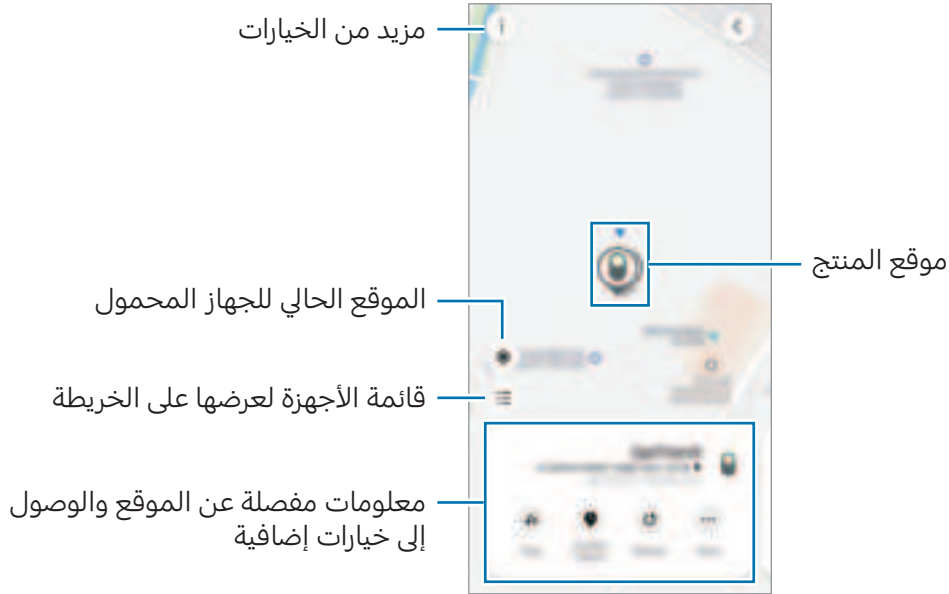 مزيد من الخيارات
موقع المنتج
الموقع الحالي للجهاز المحمول
قائمة الأجهزة لعرضها على الخريطة
معلومات مفصلة عن الموقع والوصول
إلى خيارات إضافية